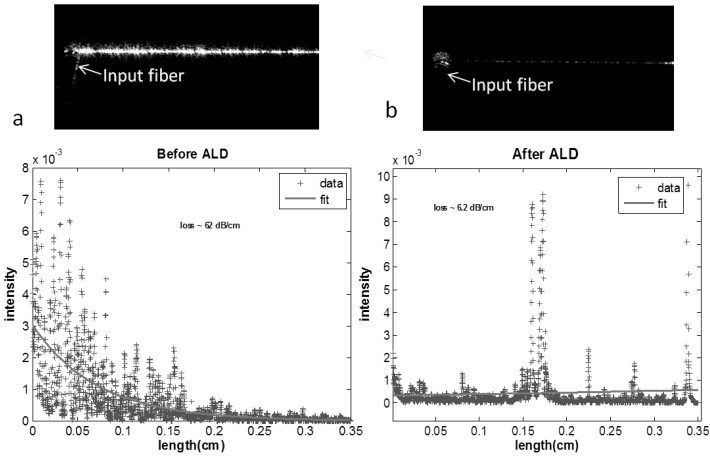 Input fiber
Input fiber
a
b
Before ALD
x 10⁻³
8
7
6
5
4
3
2
1
0
intensity
+ data
fit
loss ~ 62 dB/cm
0
0.05
0.1
0.15
0.2
0.25
0.3
0.35
length(cm)
After ALD
x 10⁻³
10
9
8
7
6
5
4
3
2
1
0
intensity
+ data
fit
loss ~ 6.2 dB/cm
0.05
0.1
0.15
0.2
0.25
0.3
0.35
length(cm)